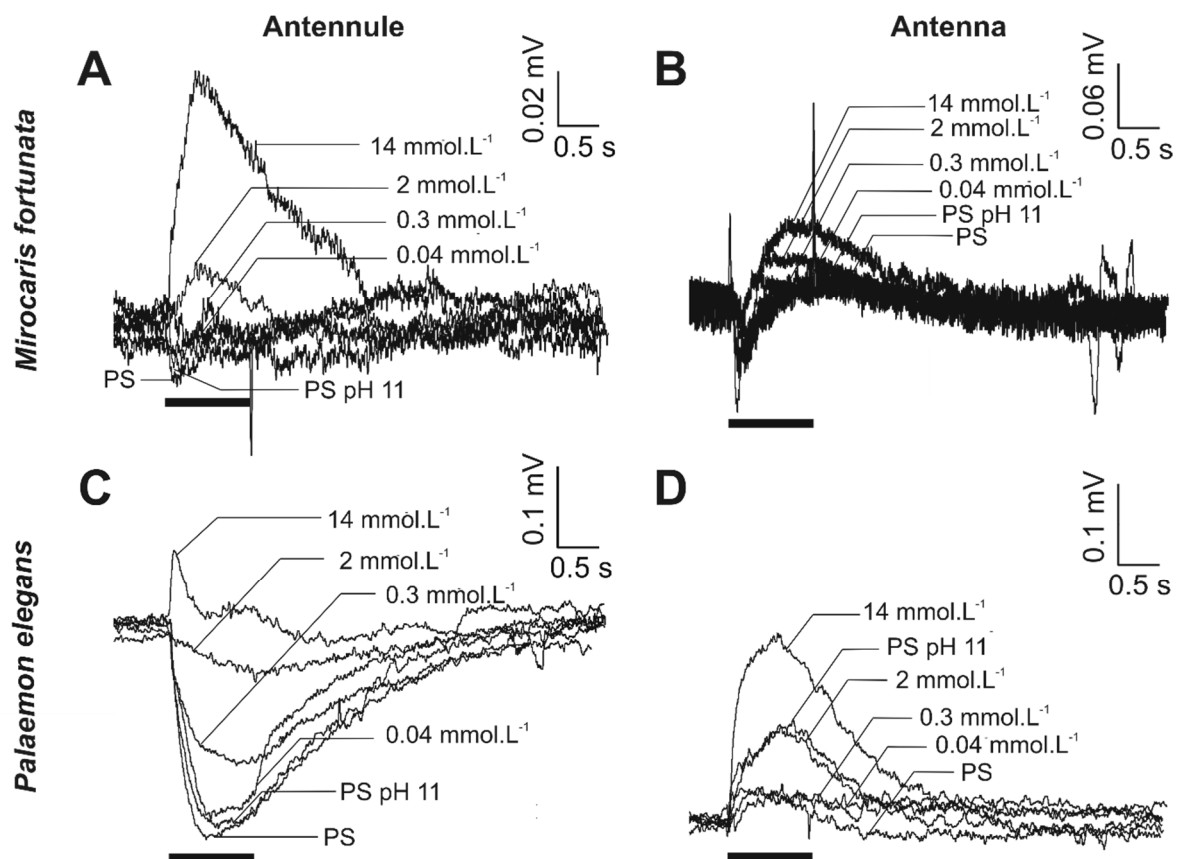 Antennule
Antenna
Mirocaris fortunata
A
0.02 mV
0.5 s
14 mmol.L⁻¹
2 mmol.L⁻¹
0.3 mmol.L⁻¹
0.04 mmol.L⁻¹
PS
PS pH 11
B
0.06 mV
0.5 s
14 mmol.L⁻¹
2 mmol.L⁻¹
0.3 mmol.L⁻¹
0.04 mmol.L⁻¹
PS pH 11
PS
Palaemon elegans
C
0.1 mV
0.5 s
14 mmol.L⁻¹
2 mmol.L⁻¹
0.3 mmol.L⁻¹
0.04 mmol.L⁻¹
PS pH 11
PS
D
0.1 mV
0.5 s
14 mmol.L⁻¹
PS pH 11
2 mmol.L⁻¹
0.3 mmol.L⁻¹
0.04 mmol.L⁻¹
PS